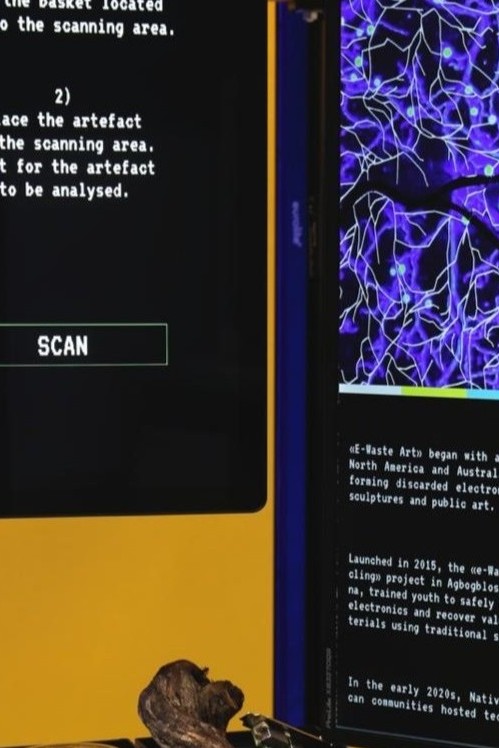 the basket located
o the scanning area.
2)
ace the artefact
the scanning area.
t for the artefact
to be analysed.
SCAN
«E-Waste Art» began with a
North America and Austral
forming discarded electro
sculptures and public art.
Launched in 2015, the «e-Wa
cling» project in Agbogblos
na, trained youth to safely
electronics and recover val
terials using traditional s
In the early 2020s, Nativ
can communities hosted te